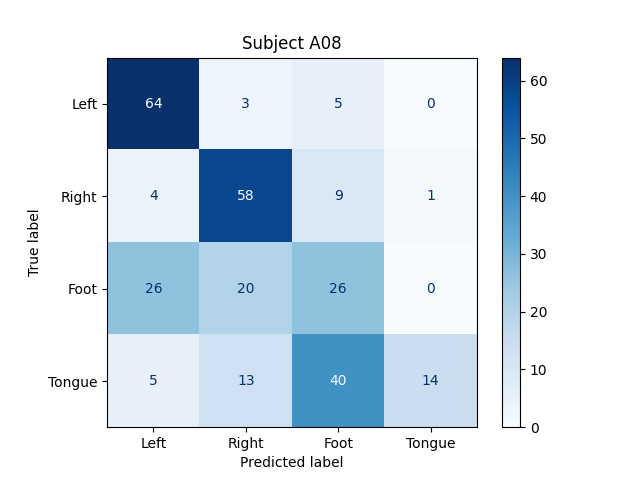 Subject A08
True label
Left 64 3 5 0
Right 4 58 9 1
Foot 26 20 26 0
Tongue 5 13 40 14
Left Right Foot Tongue
Predicted label
60
50
40
30
20
10
0